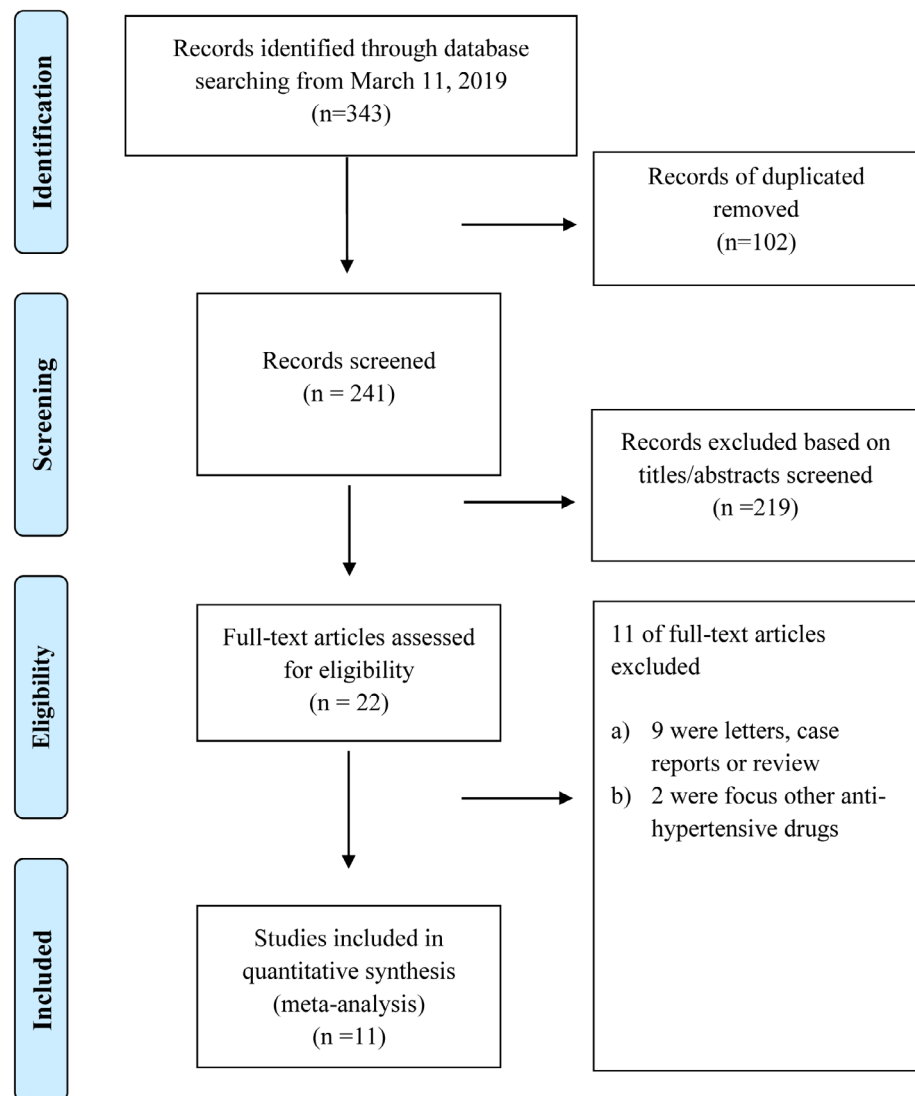 Identification
Records identified through database
searching from March 11, 2019
(n=343)
Records of duplicated
removed
(n=102)
Screening
Records screened
(n = 241)
Records excluded based on
titles/abstracts screened
(n =219)
Eligibility
Full-text articles assessed
for eligibility
(n = 22)
11 of full-text articles
excluded
a) 9 were letters, case
reports or review
b) 2 were focus other anti-
hypertensive drugs
Included
Studies included in
quantitative synthesis
(meta-analysis)
(n =11)